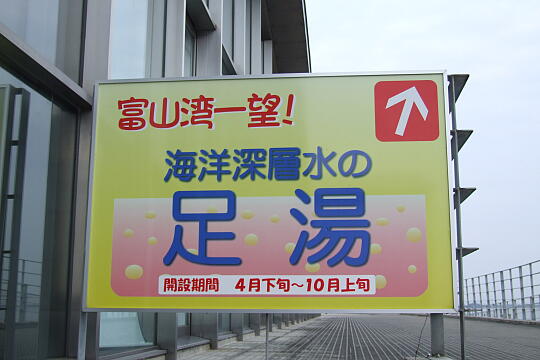 富山湾一望!
海洋深層水の
足湯
開設期間 4月下旬〜10月上旬